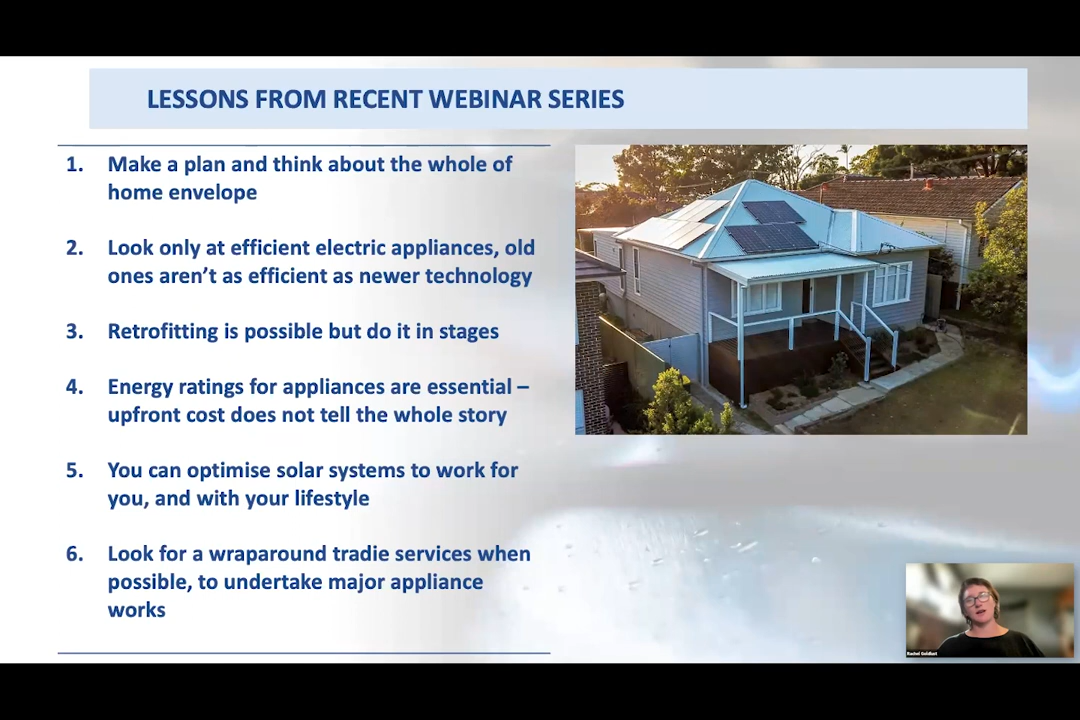 LESSONS FROM RECENT WEBINAR SERIES
1. Make a plan and think about the whole of
home envelope
2. Look only at efficient electric appliances, old
ones aren’t as efficient as newer technology
3. Retrofitting is possible but do it in stages
4. Energy ratings for appliances are essential –
upfront cost does not tell the whole story
5. You can optimise solar systems to work for
you, and with your lifestyle
6. Look for a wraparound tradie services when
possible, to undertake major appliance
works
Rachel Goldlust